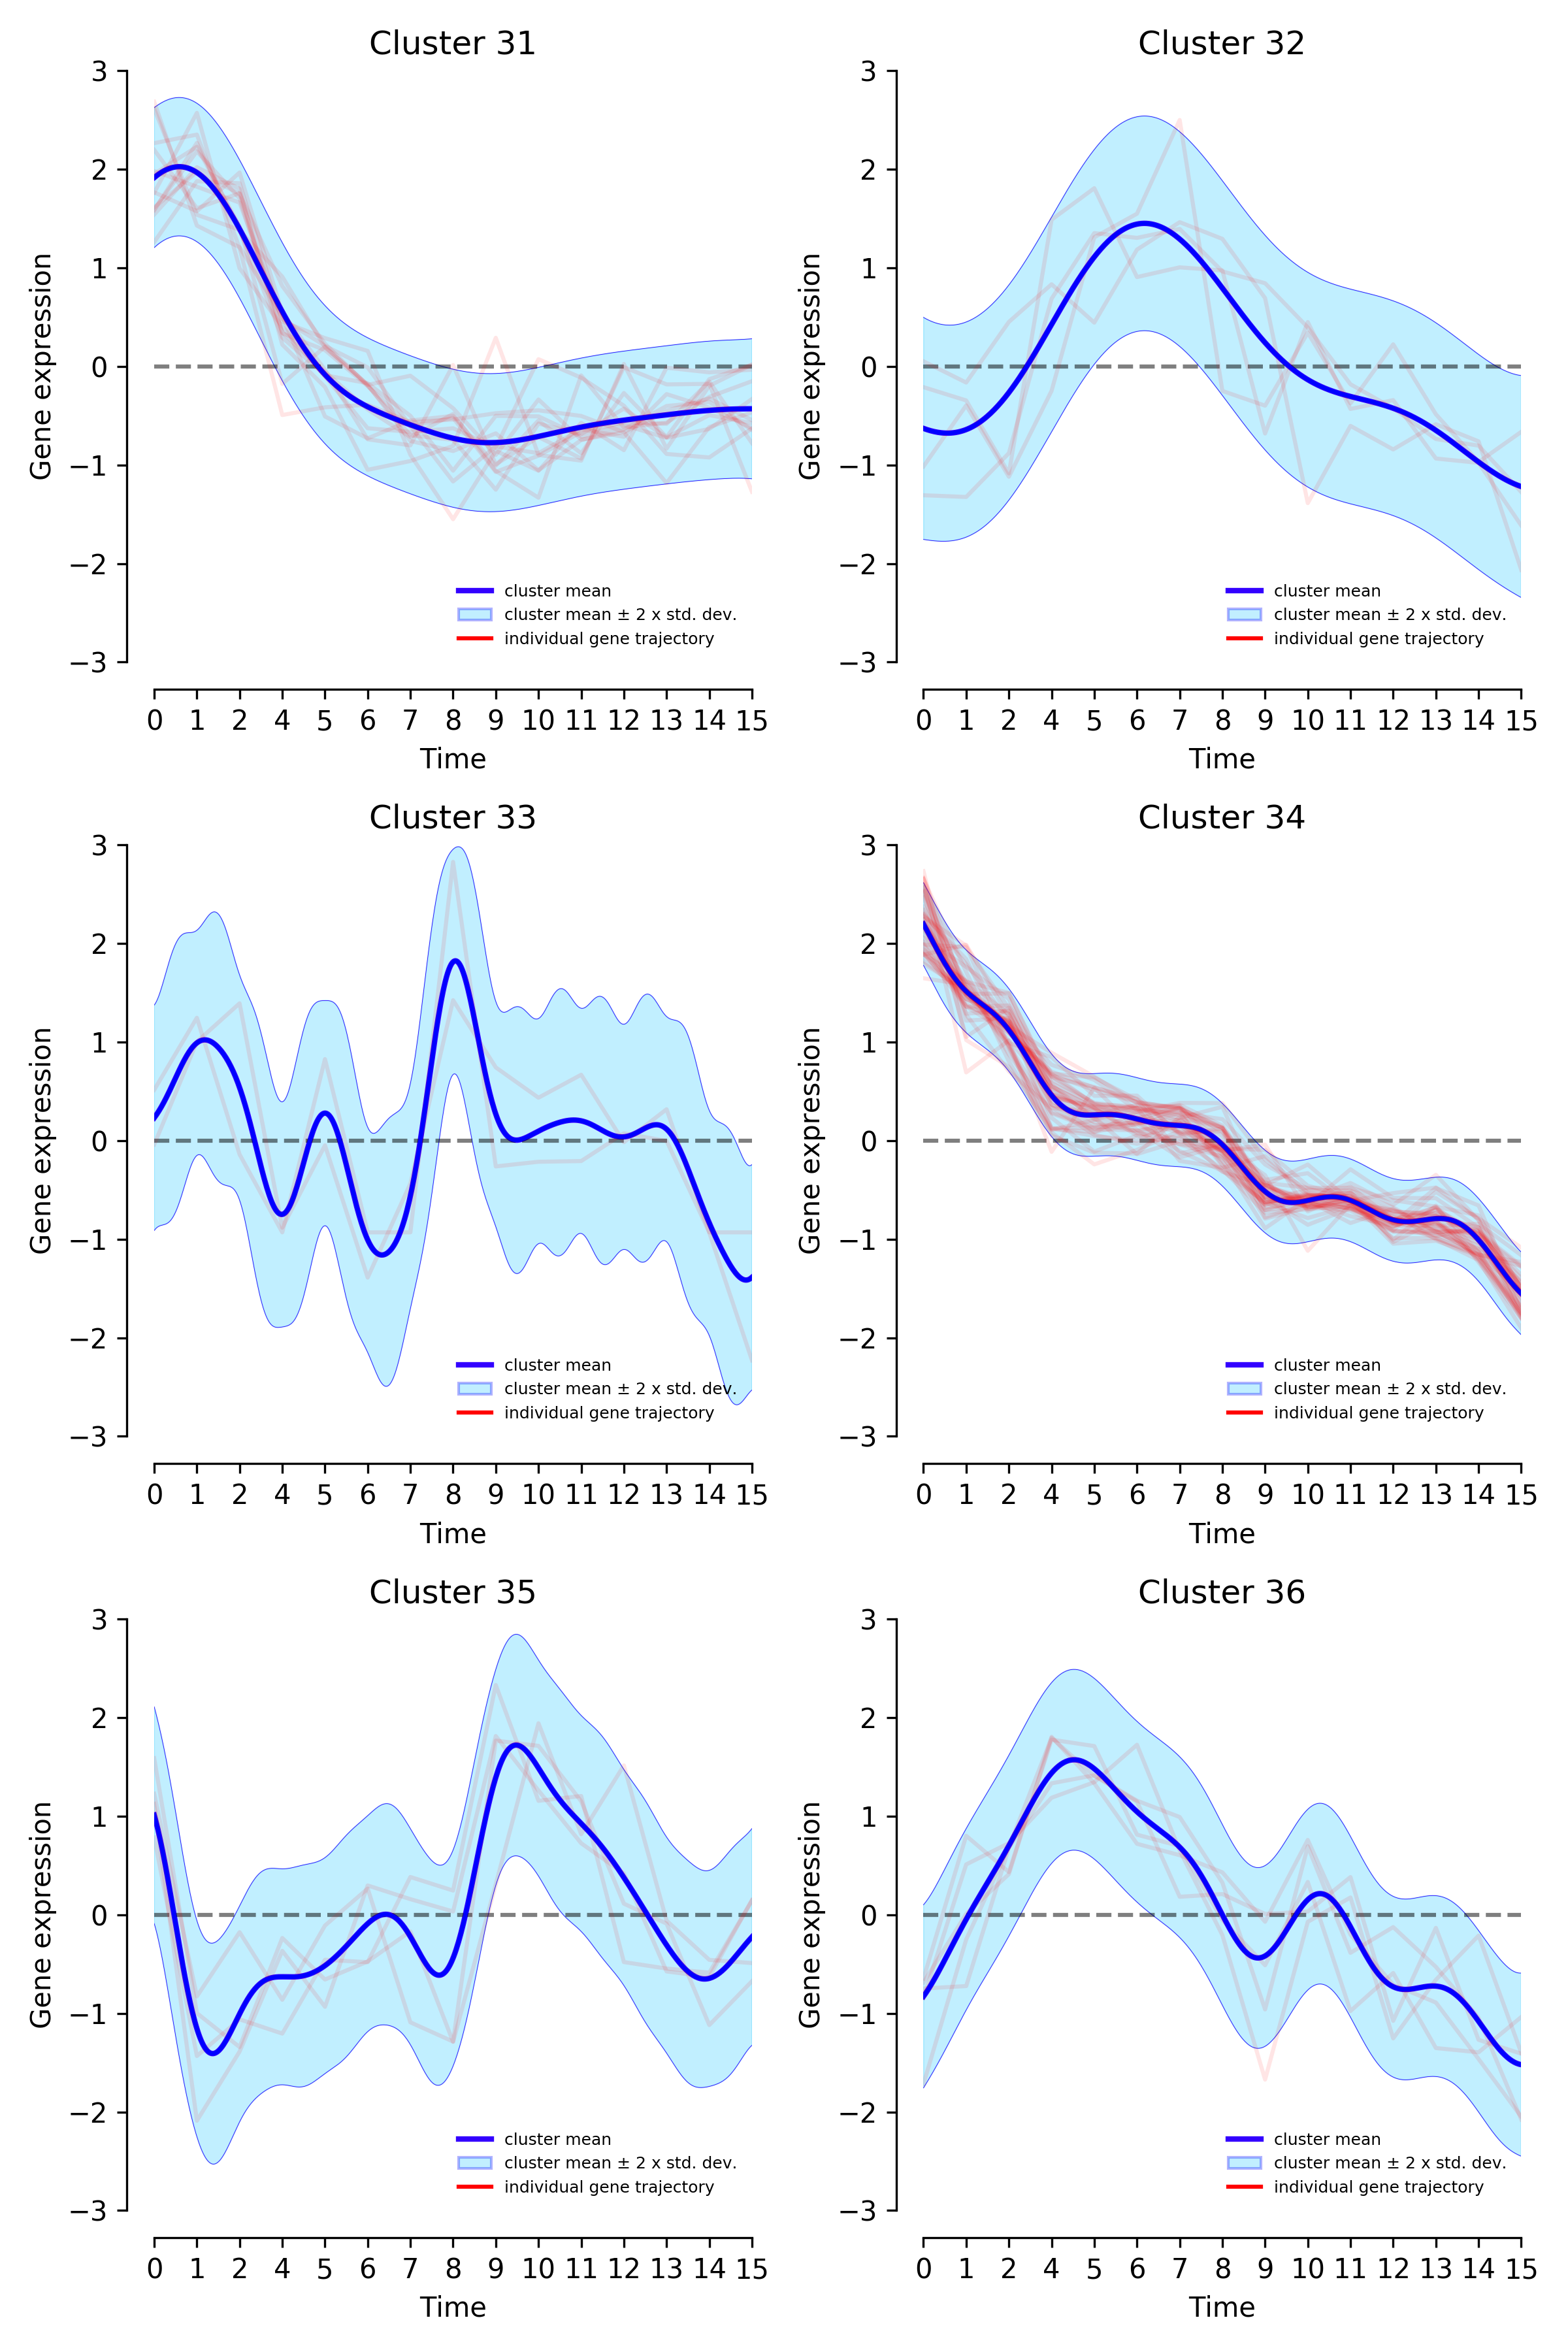 Cluster 31
Gene expression
3
2
1
0
−1
−2
−3
cluster mean
cluster mean ± 2 x std. dev.
individual gene trajectory
0 1 2 4 5 6 7 8 9 10 11 12 13 14 15
Time
Cluster 32
Gene expression
3
2
1
0
−1
−2
−3
cluster mean
cluster mean ± 2 x std. dev.
individual gene trajectory
0 1 2 4 5 6 7 8 9 10 11 12 13 14 15
Time
Cluster 33
Gene expression
3
2
1
0
−1
−2
−3
cluster mean
cluster mean ± 2 x std. dev.
individual gene trajectory
0 1 2 4 5 6 7 8 9 10 11 12 13 14 15
Time
Cluster 34
Gene expression
3
2
1
0
−1
−2
−3
cluster mean
cluster mean ± 2 x std. dev.
individual gene trajectory
0 1 2 4 5 6 7 8 9 10 11 12 13 14 15
Time
Cluster 35
Gene expression
3
2
1
0
−1
−2
−3
cluster mean
cluster mean ± 2 x std. dev.
individual gene trajectory
0 1 2 4 5 6 7 8 9 10 11 12 13 14 15
Time
Cluster 36
Gene expression
3
2
1
0
−1
−2
−3
cluster mean
cluster mean ± 2 x std. dev.
individual gene trajectory
0 1 2 4 5 6 7 8 9 10 11 12 13 14 15
Time